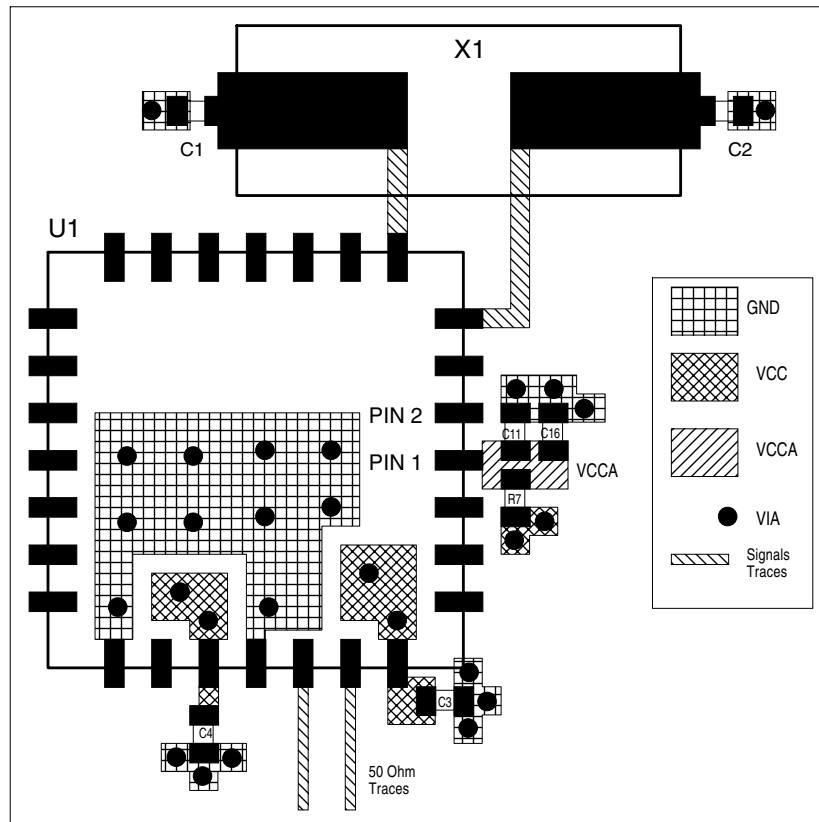 X1
C1
C2
U1
GND
VCC
PIN 2
C11
C16
PIN 1
VCCA
VCCA
R7
VIA
Signals
Traces
C3
C4
50 Ohm
Traces